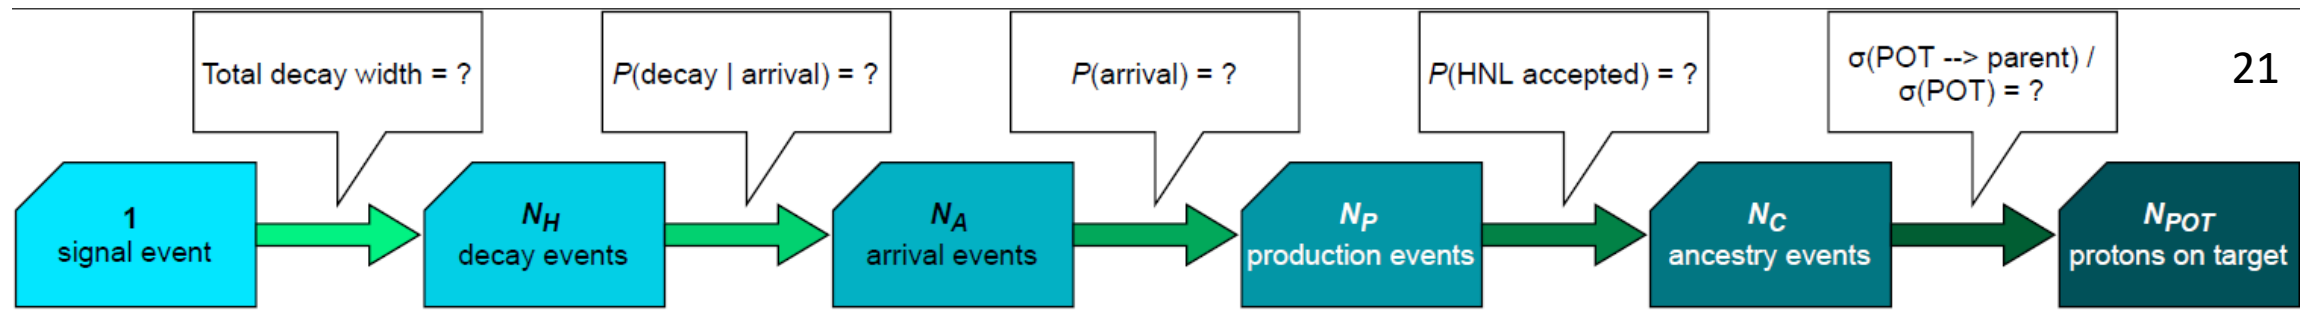 Total decay width = ?
P(decay | arrival) = ?
P(arrival) = ?
P(HNL accepted) = ?
σ(POT --> parent) /
σ(POT) = ?
21
1
signal event
N_H
decay events
N_A
arrival events
N_P
production events
N_C
ancestry events
N_POT
protons on target